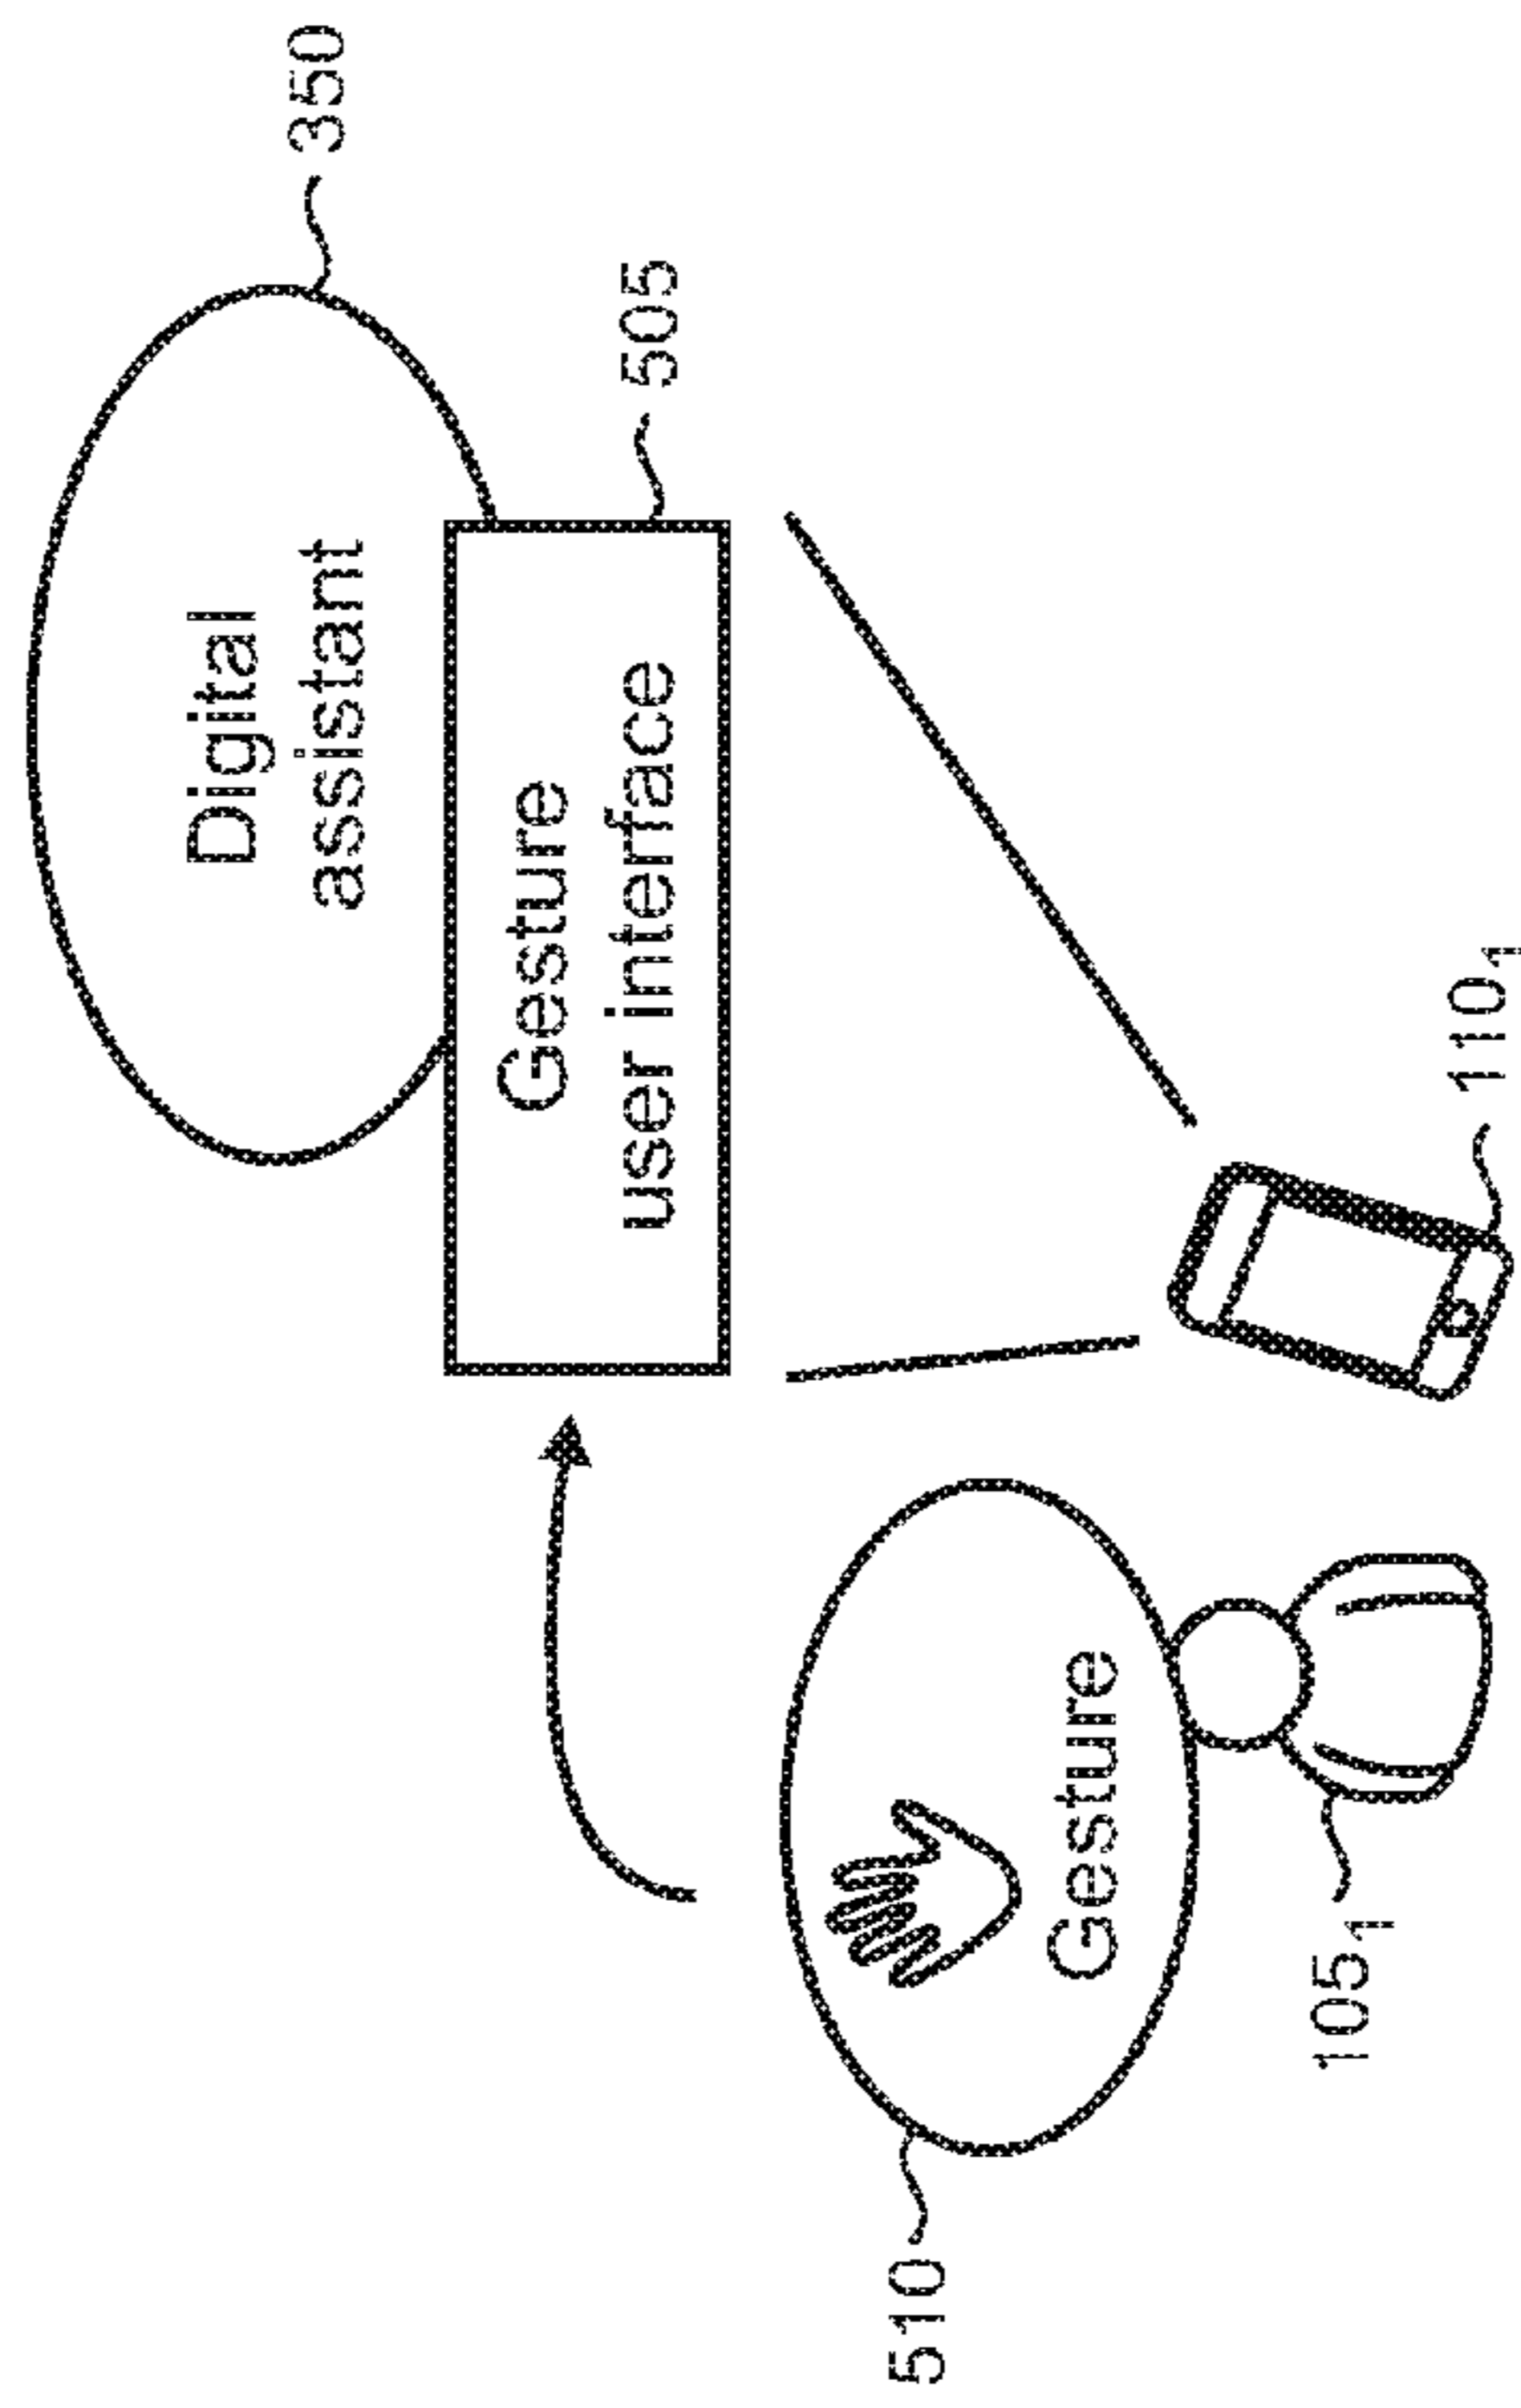 Digital
assistant
350
Gesture
user interface
505
510
Gesture
105₁
110₁